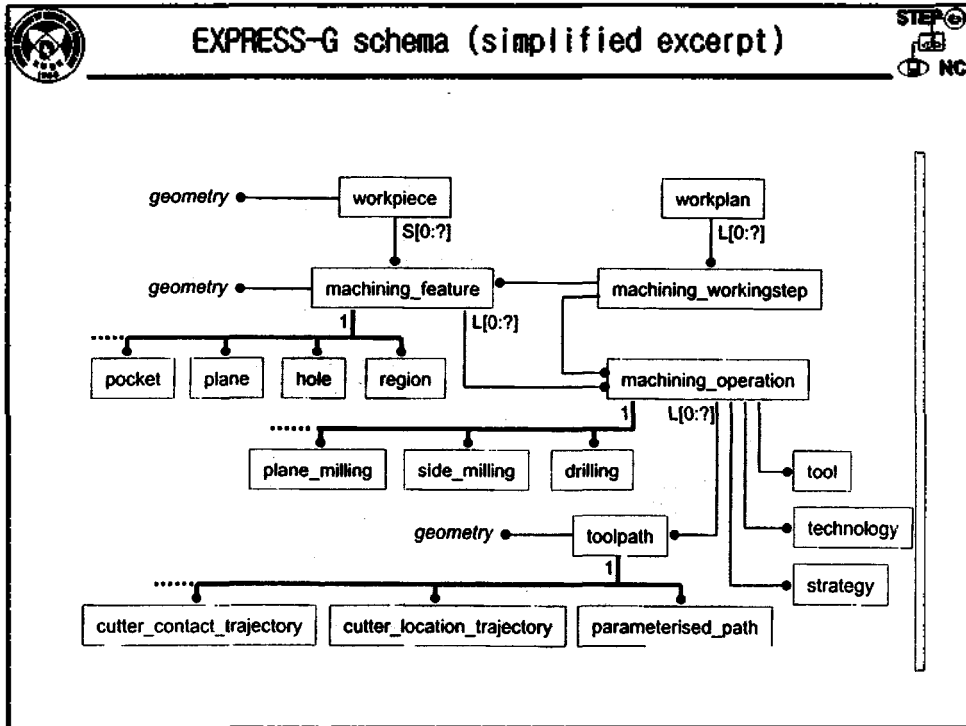 EXPRESS-G schema (simplified excerpt)
STEP
NC
1966
geometry
workpiece
workplan
S[0:?]
L[0:?]
geometry
machining_feature
machining_workingstep
1
L[0:?]
pocket
plane
hole
region
machining_operation
1
L[0:?]
plane_milling
side_milling
drilling
tool
geometry
toolpath
technology
1
strategy
cutter_contact_trajectory
cutter_location_trajectory
parameterised_path